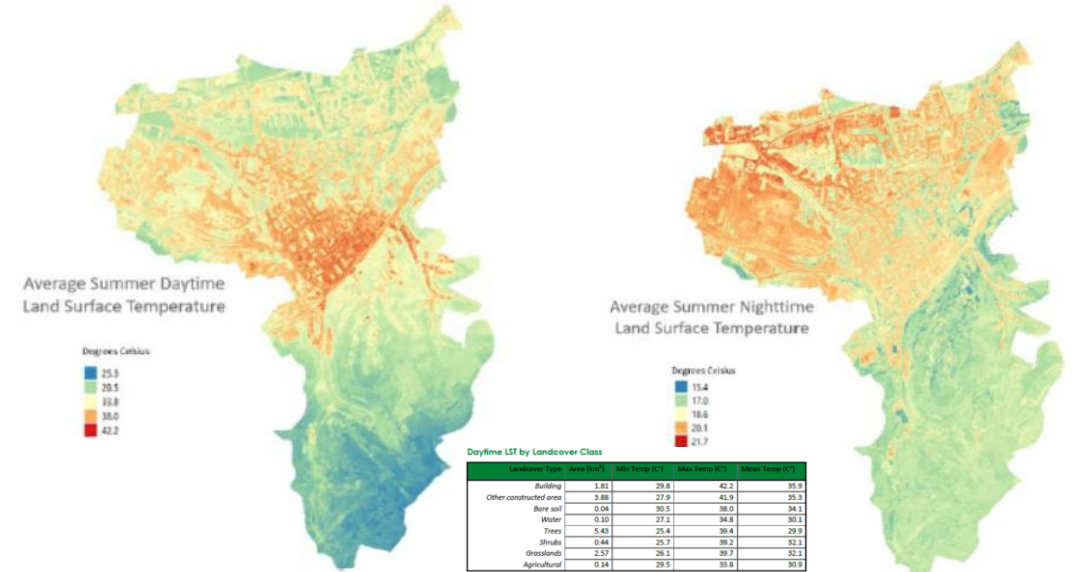 Average Summer Daytime
Land Surface Temperature
Degrees Celsius
25.3
29.5
33.8
38.0
42.2
Average Summer Nighttime
Land Surface Temperature
Degrees Celsius
15.4
17.0
18.6
20.1
21.7
Daytime LST by Landcover Class
Landcover Type Area (km²) Min Temp (C°) Max Temp (C°) Mean Temp (C°)
Building 1.81 29.8 42.2 35.9
Other constructed area 3.88 27.9 41.9 35.3
Bare soil 0.04 30.5 38.0 34.1
Water 0.10 27.1 34.8 30.1
Trees 5.43 25.4 39.4 29.9
Shrubs 0.44 25.7 39.2 32.1
Grasslands 2.57 26.1 39.7 32.1
Agricultural 0.14 29.5 33.8 30.9